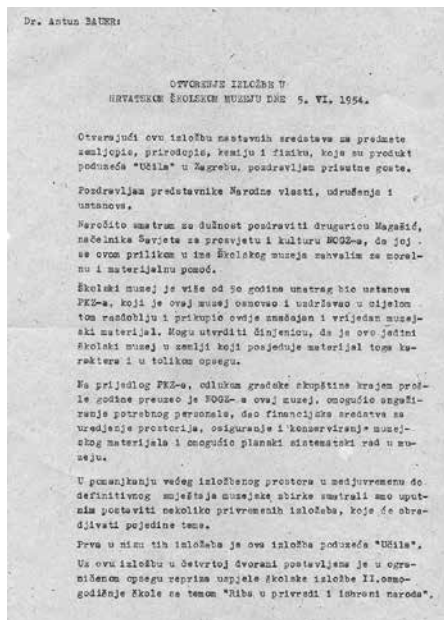 Dr. Antun BAUER:
OTVORENJE IZLOŽBE U
HRVATSKOM ŠKOLSKOM MUZEJU DNE 5. VI. 1954.
Otvarajući ovu izložbu nastavnih sredstava za predmete
zemljopis, prirodopis, kemiju i fiziku, koja su produkt
poduzeća "Učila" u Zagrebu, pozdravljam prisutne goste.
Pozdravljam predstavnike Narodne vlasti, udruženja i
ustanova.
Naročito smatram za dužnost pozdraviti drugaricu Magašić,
načelnika Savjeta za prosvjetu i kulturu NOGZ-a, da joj
se ovom prilikom u ime Školskog muzeja zahvalim za moral-
nu i materijalnu pomoć.
Školski muzej je više od 50 godina unatrag bio ustanova
PKZ-a, koji je ovaj muzej osnovao i uzdržavao u cijelom
tom razdoblju i prikupio ovdje značajan i vrijedan muzej-
ski materijal. Mogu utvrditi činjenicu, da je ovo jedini
školski muzej u zemlji koji posjeduje materijal toga ka-
raktera i u tolikom opsegu.
Na prijedlog PKZ-a, odlukom gradske skupštine krajem proš-
le godine preuzeo je NOGZ-a ovaj muzej, omogućio angaži-
ranje potrebnog personala, dao financijska sredstva za
uredjenje prostorija, osiguranje i konserviranje muzej-
skog materijala i omogućio planski sistematski rad u mu-
zeju.
U pomanjkanju većeg izložbenog prostora u medjuvremenu do
definitivnog smještaja muzejske zbirke smatrali smo uput-
nim postaviti nekoliko privremenih izložaba, koje će obra-
djivati pojedine teme.
Prva u nizu tih izložaba je ova izložba poduzeća "Učila".
Uz ovu izložbu u četvrtoj dvorani postavljena je u ogra-
ničenom opsegu repriza uspjele školske izložbe II. osmo-
godišnje škole sa temom "Riba u privredi i ishrani naroda".